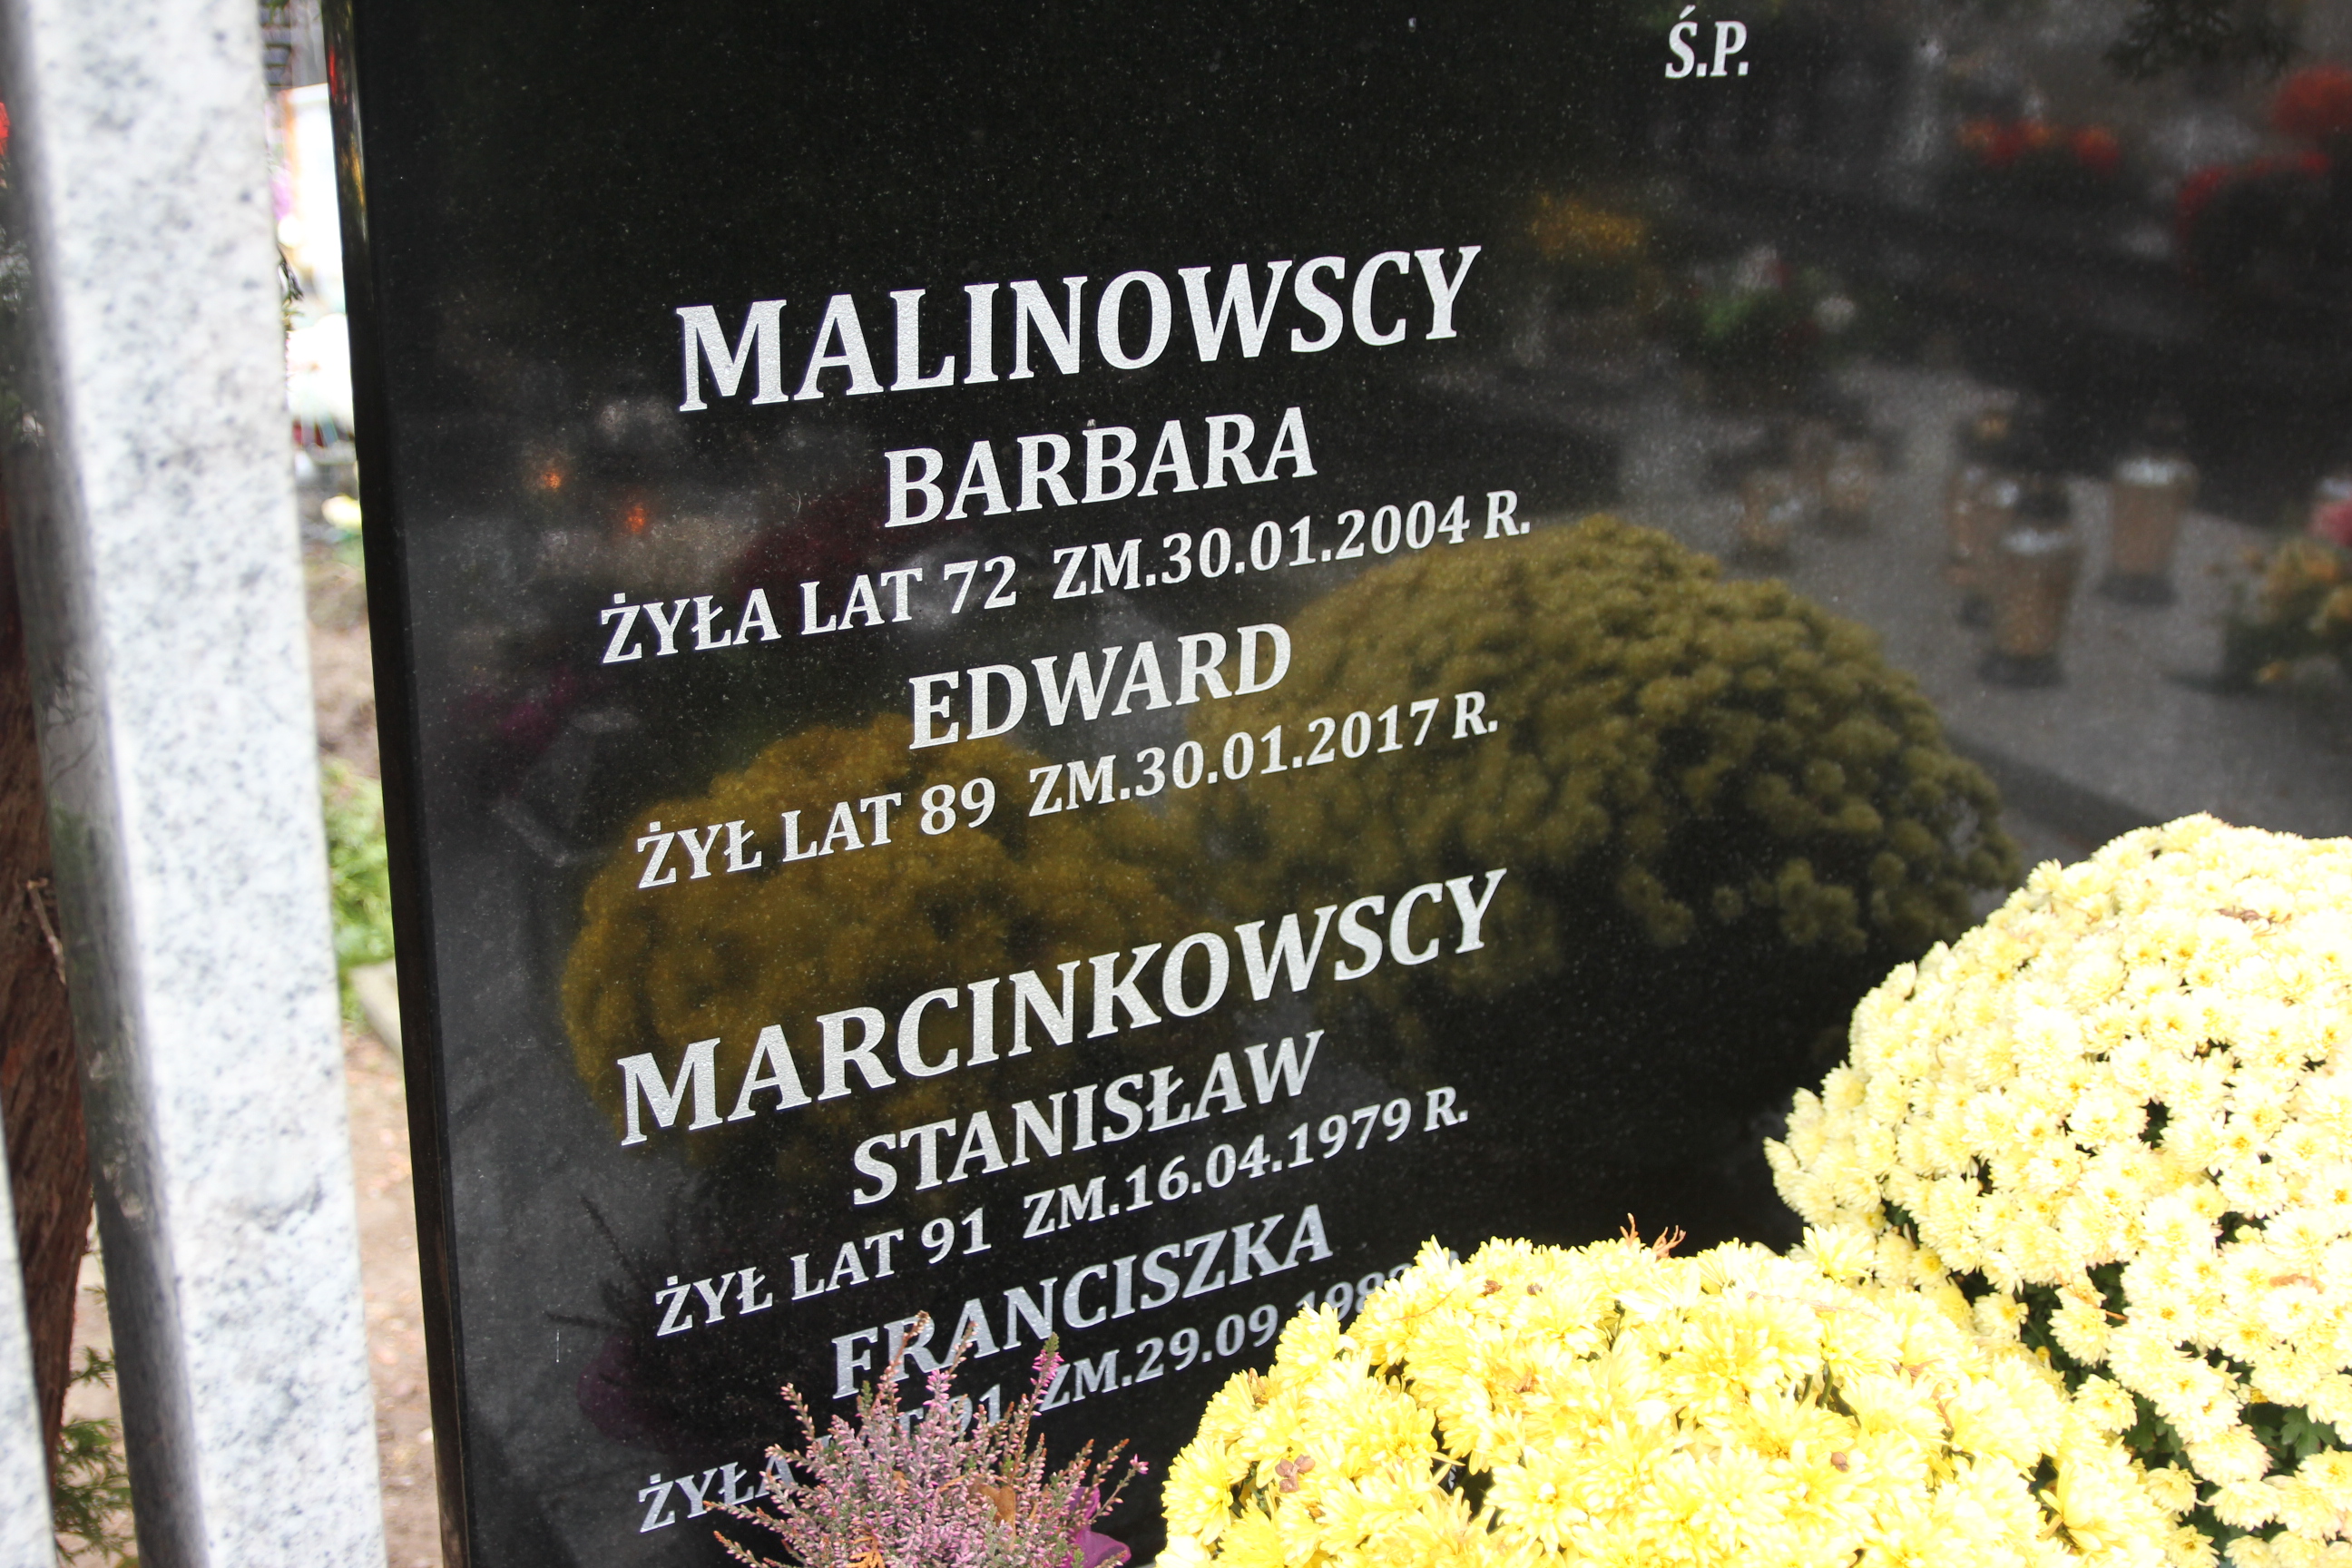 Ś.P.
MALINOWSCY
BARBARA
ŻYŁA LAT 72 ZM.30.01.2004 R.
EDWARD
ŻYŁ LAT 89 ZM.30.01.2017 R.
MARCINKOWSCY
STANISŁAW
ŻYŁ LAT 91 ZM.16.04.1979 R.
FRANCISZKA
ŻYŁA 91 ZM.29.09.